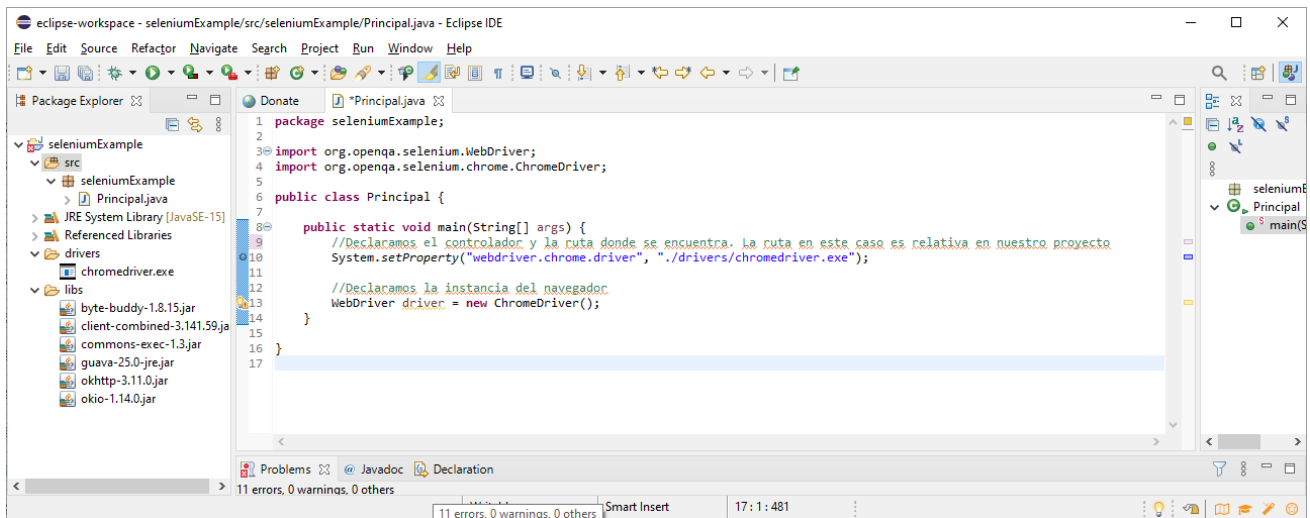 eclipse-workspace - seleniumExample/src/seleniumExample/Principal.java - Eclipse IDE
File Edit Source Refactor Navigate Search Project Run Window Help
Package Explorer
seleniumExample
src
seleniumExample
Principal.java
JRE System Library [JavaSE-15]
Referenced Libraries
drivers
chromedriver.exe
libs
byte-buddy-1.8.15.jar
client-combined-3.141.59.ja
commons-exec-1.3.jar
guava-25.0-jre.jar
okhttp-3.11.0.jar
okio-1.14.0.jar
Donate *Principal.java
1 package seleniumExample;
2
3 import org.openqa.selenium.WebDriver;
4 import org.openqa.selenium.chrome.ChromeDriver;
5
6 public class Principal {
7
8 public static void main(String[] args) {
9 //Declaramos el controlador y la ruta donde se encuentra. La ruta en este caso es relativa en nuestro proyecto
10 System.setProperty("webdriver.chrome.driver", "./drivers/chromedriver.exe");
11
12 //Declaramos la instancia del navegador
13 WebDriver driver = new ChromeDriver();
14 }
15
16 }
17
seleniumE
Principal
main(S
Problems @ Javadoc Declaration
11 errors, 0 warnings, 0 others
Smart Insert 17 : 1 : 481
11 errors, 0 warnings, 0 others